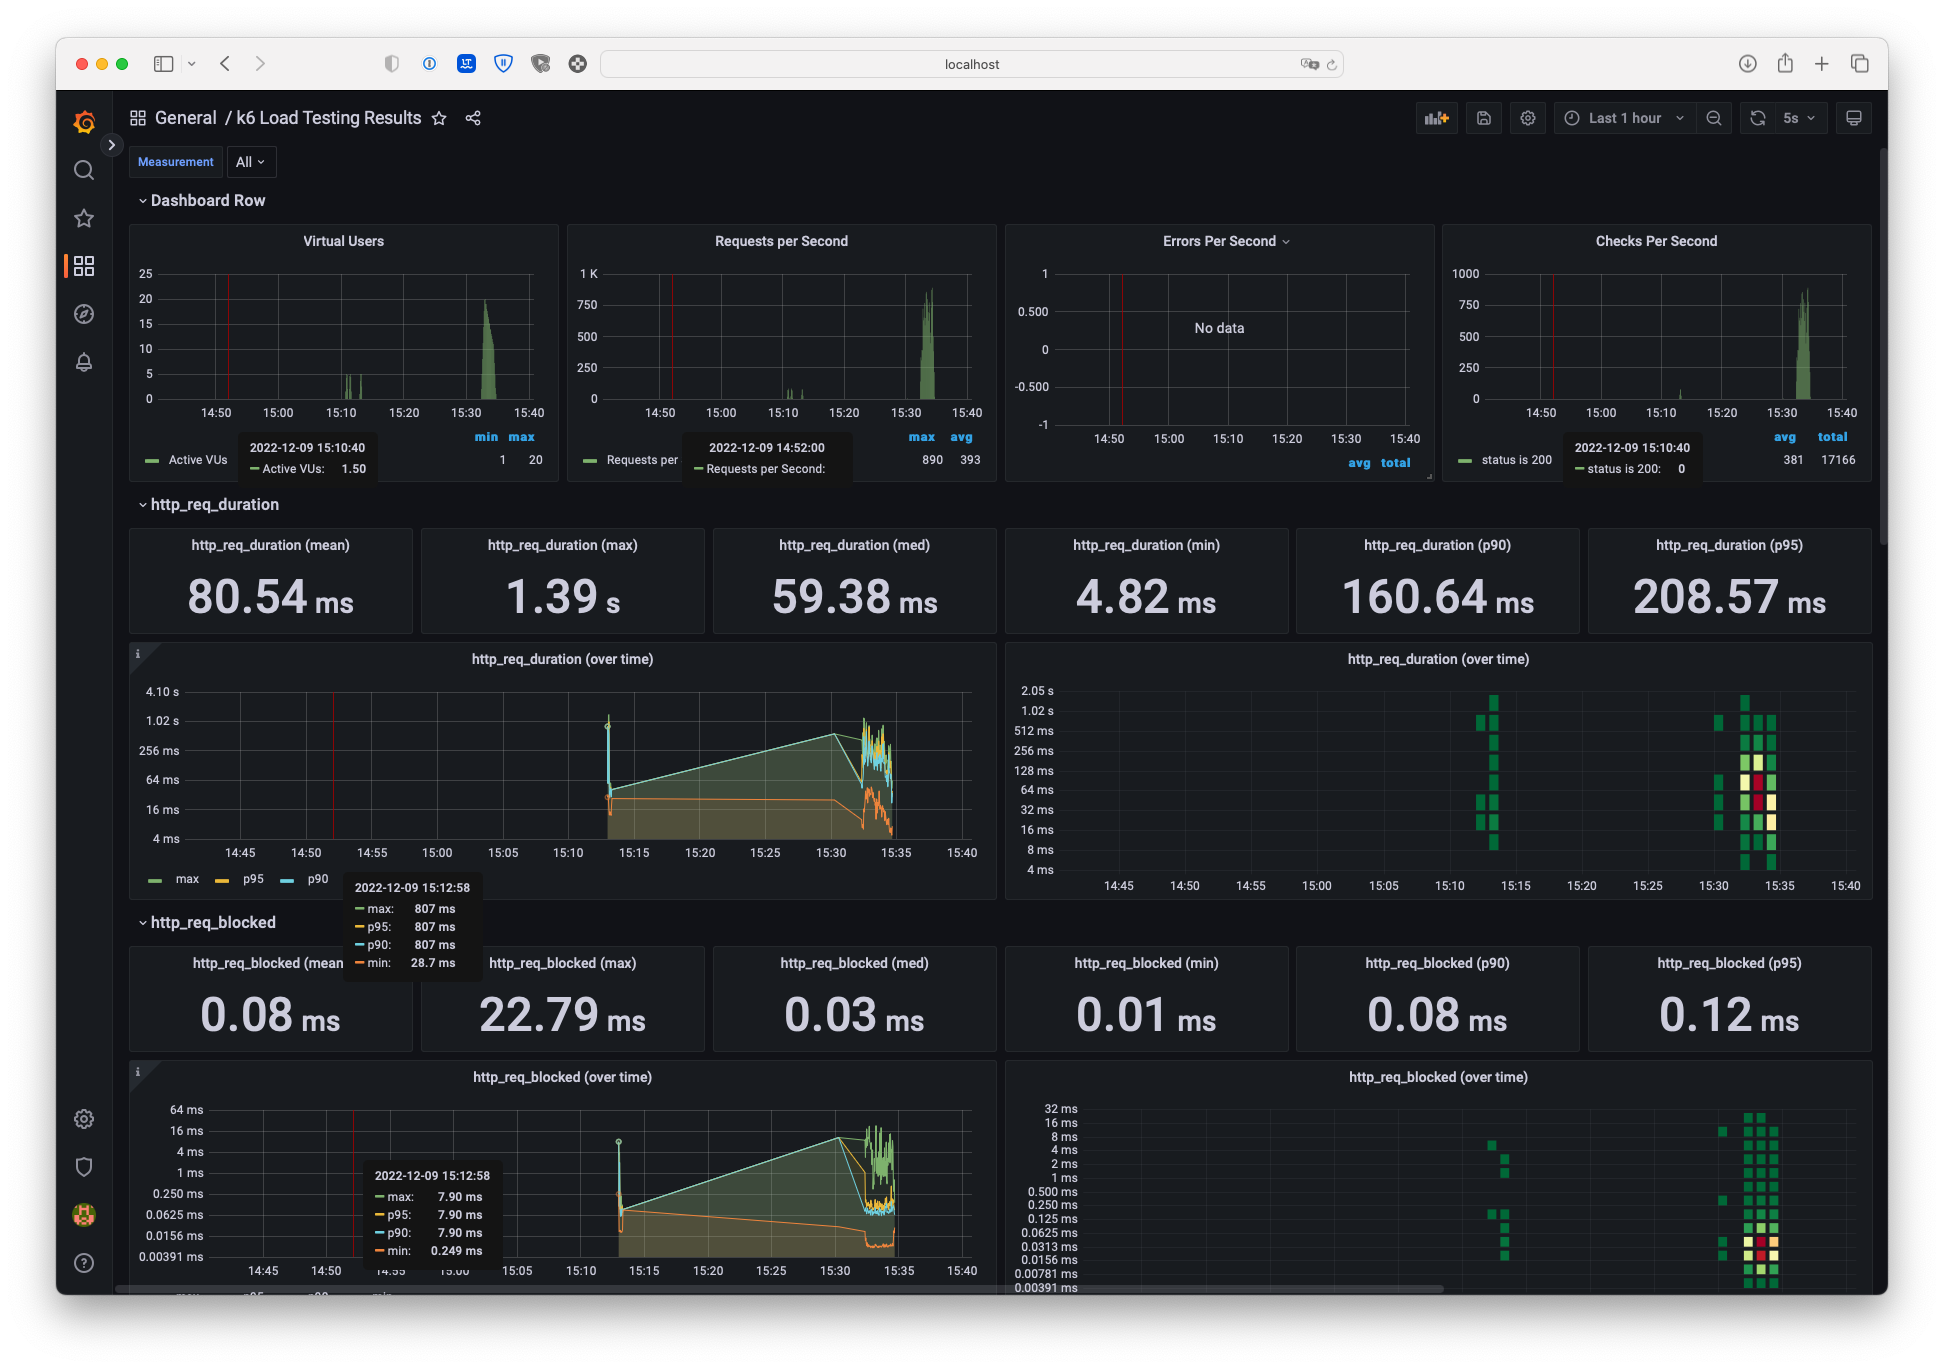 localhost
General / k6 Load Testing Results
Last 1 hour
5s
Measurement
All
Dashboard Row
Virtual Users
25
20
15
10
5
0
14:50 15:00 15:10 15:20 15:30 15:40
min max
Active VUs 1 20
2022-12-09 15:10:40
Active VUs: 1.50
Requests per Second
1 K
750
500
250
0
14:50 15:00 15:10 15:20 15:30 15:40
max avg
Requests per 890 393
2022-12-09 14:52:00
Requests per Second:
Errors Per Second
1
0.500
0
-0.500
-1
No data
14:50 15:00 15:10 15:20 15:30 15:40
avg total
Checks Per Second
1000
750
500
250
0
14:50 15:00 15:10 15:20 15:30 15:40
avg total
status is 200 381 17166
2022-12-09 15:10:40
status is 200: 0
http_req_duration
http_req_duration (mean)
80.54 ms
http_req_duration (max)
1.39 s
http_req_duration (med)
59.38 ms
http_req_duration (min)
4.82 ms
http_req_duration (p90)
160.64 ms
http_req_duration (p95)
208.57 ms
http_req_duration (over time)
4.10 s
1.02 s
256 ms
64 ms
16 ms
4 ms
14:45 14:50 14:55 15:00 15:05 15:10 15:15 15:20 15:25 15:30 15:35 15:40
max p95 p90
2022-12-09 15:12:58
max: 807 ms
p95: 807 ms
p90: 807 ms
min: 28.7 ms
http_req_duration (over time)
2.05 s
1.02 s
512 ms
256 ms
128 ms
64 ms
32 ms
16 ms
8 ms
4 ms
14:45 14:50 14:55 15:00 15:05 15:10 15:15 15:20 15:25 15:30 15:35 15:40
http_req_blocked
http_req_blocked (mean
0.08 ms
http_req_blocked (max)
22.79 ms
http_req_blocked (med)
0.03 ms
http_req_blocked (min)
0.01 ms
http_req_blocked (p90)
0.08 ms
http_req_blocked (p95)
0.12 ms
http_req_blocked (over time)
64 ms
16 ms
4 ms
1 ms
0.250 ms
0.0625 ms
0.0156 ms
0.00391 ms
14:45 14:50 14:55 15:00 15:05 15:10 15:15 15:20 15:25 15:30 15:35 15:40
2022-12-09 15:12:58
max: 7.90 ms
p95: 7.90 ms
p90: 7.90 ms
min: 0.249 ms
http_req_blocked (over time)
32 ms
16 ms
8 ms
4 ms
2 ms
1 ms
0.500 ms
0.250 ms
0.125 ms
0.0625 ms
0.0313 ms
0.0156 ms
0.00781 ms
0.00391 ms